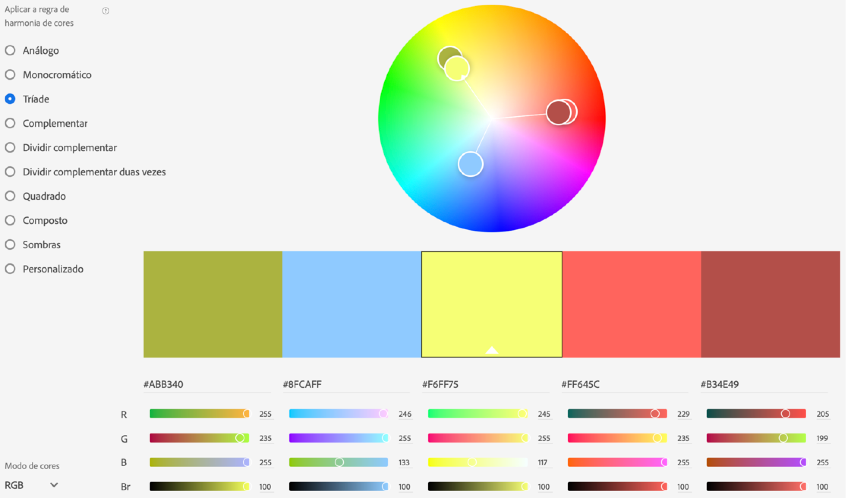 Aplicar a regra de
harmonia de cores
Análogo
Monocromático
Tríade
Complementar
Dividir complementar
Dividir complementar duas vezes
Quadrado
Composto
Sombras
Personalizado
#ABB340 #8FCAFF #F6FF75 #FF645C #B34E49
R 255 246 245 229 205
G 235 255 255 235 199
B 255 133 117 255 255
Br 100 100 100 100 100
Modo de cores
RGB